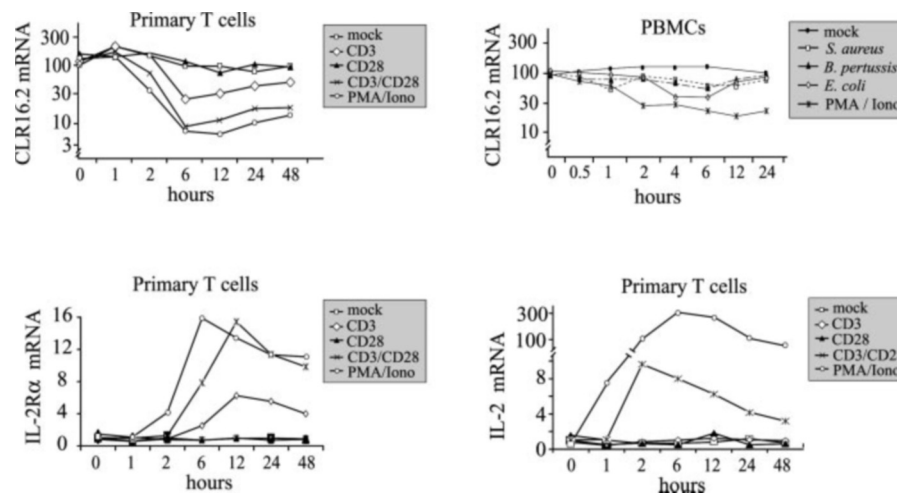 Primary T cells
CLR16.2 mRNA
300
100
30
10
3
0 1 2 6 12 24 48
hours
mock
CD3
CD28
CD3/CD28
PMA/Iono
PBMCs
CLR16.2 mRNA
300
100
30
10
0 0.5 1 2 4 6 12 24
hours
mock
S. aureus
B. pertussis
E. coli
PMA / Iono
Primary T cells
IL-2Rα mRNA
16
12
8
4
0
0 1 2 6 12 24 48
hours
mock
CD3
CD28
CD3/CD28
PMA/Iono
Primary T cells
IL-2 mRNA
300
100
8
4
0
0 1 2 6 12 24 48
hours
mock
CD3
CD28
CD3/CD2
PMA/Iono